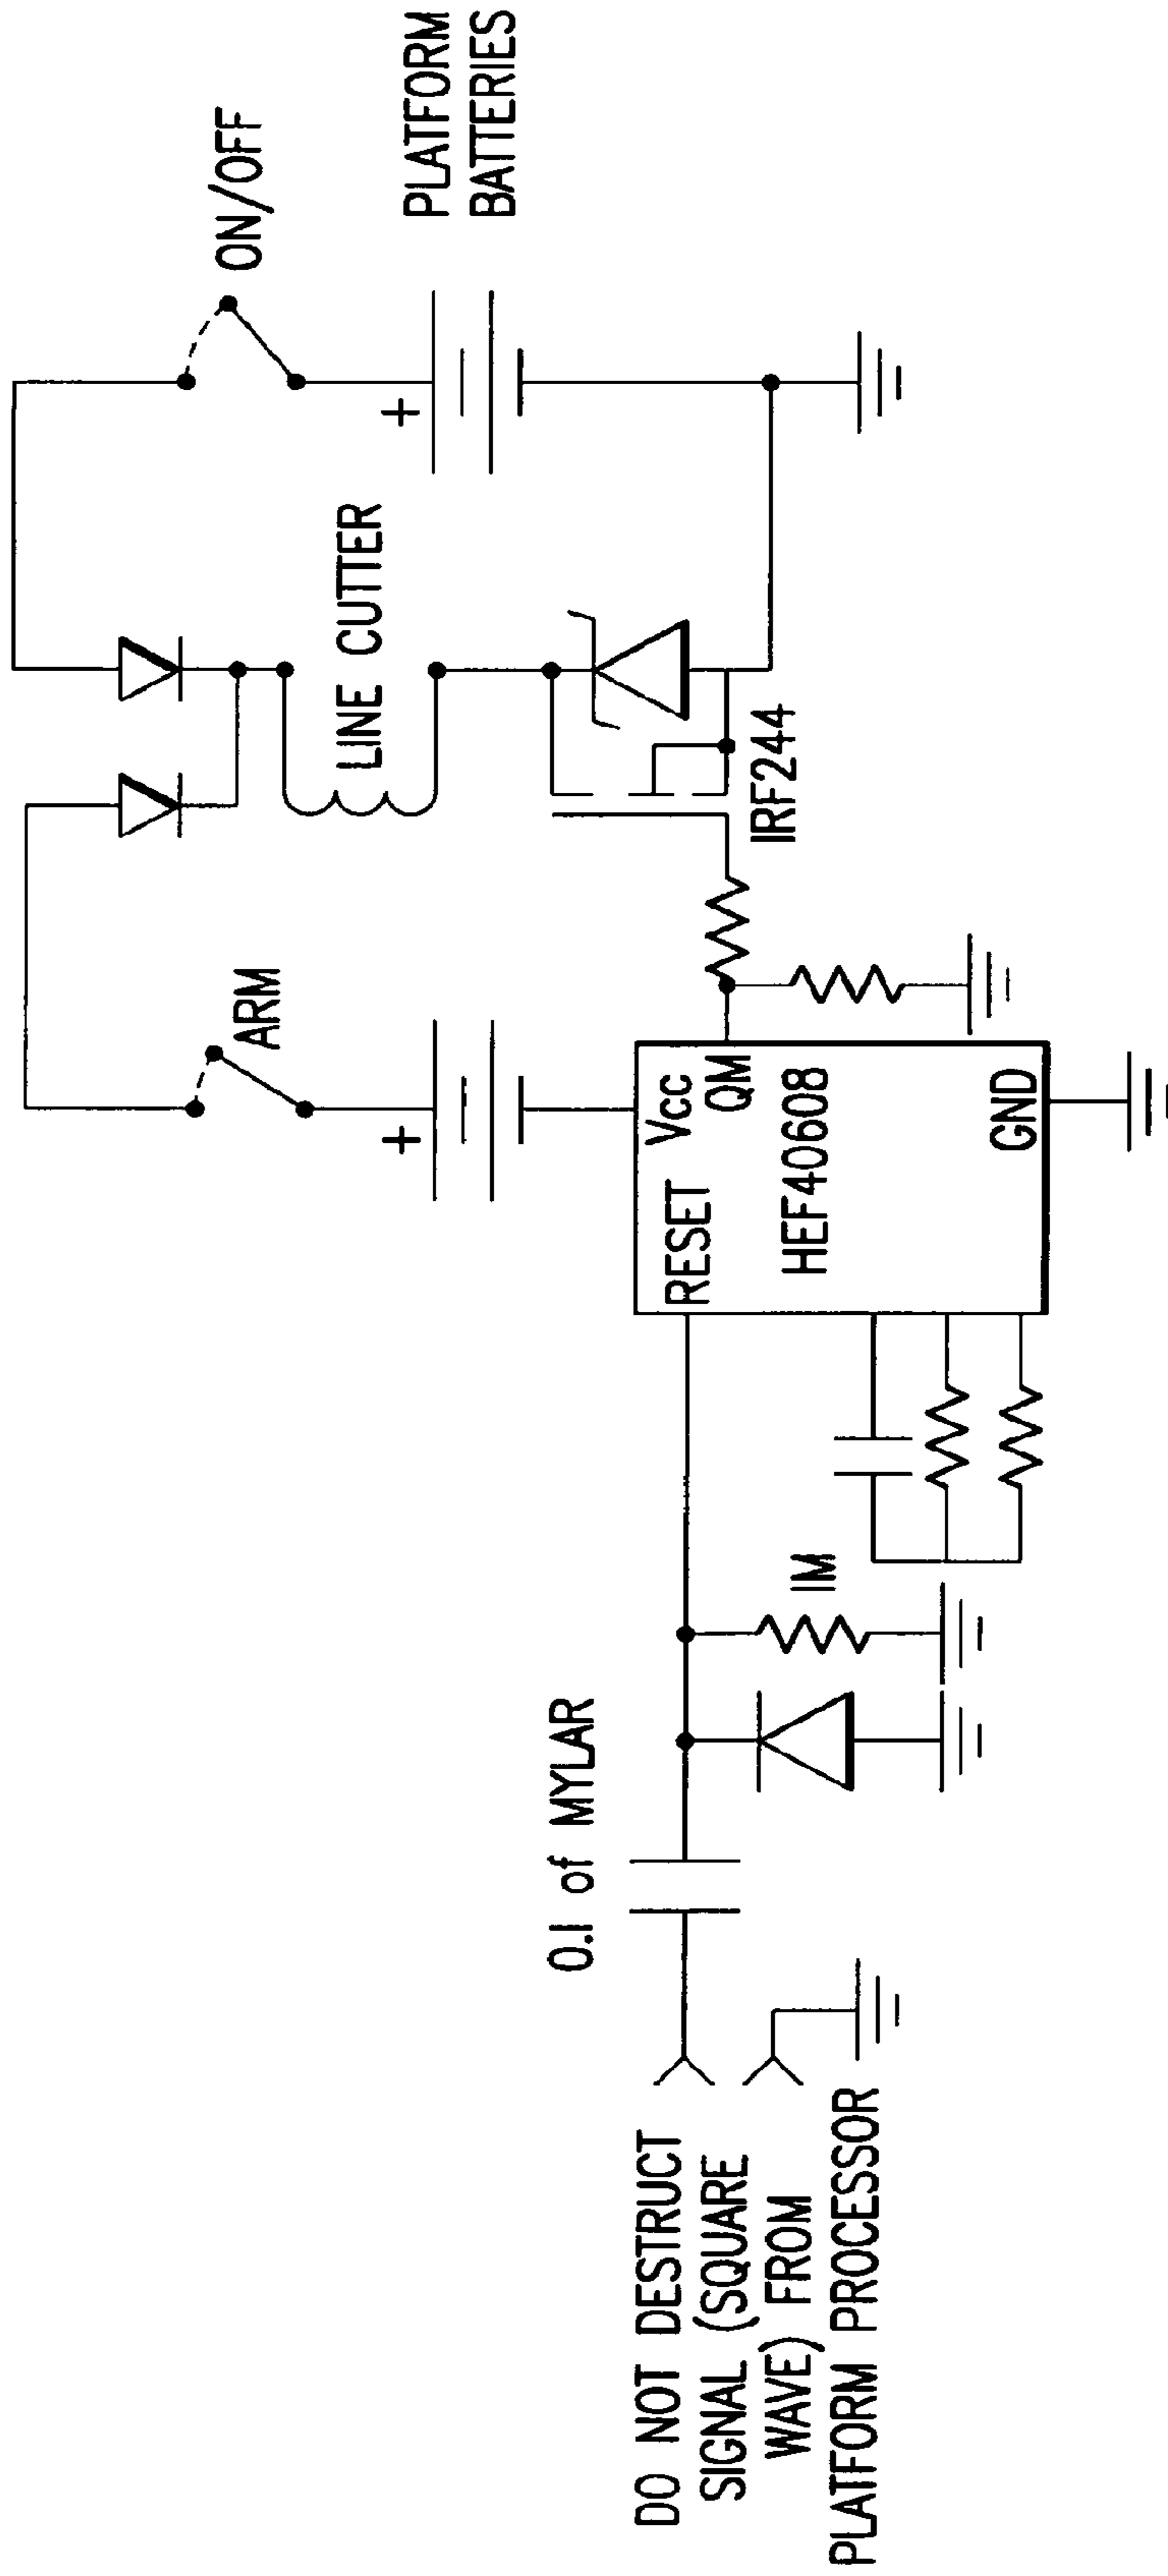 ON/OFF
PLATFORM
BATTERIES
+
LINE CUTTER
ARM
+
IRF244
Vcc
QM
RESET
HEF40608
GND
1M
0.1 of MYLAR
DO NOT DESTRUCT
SIGNAL (SQUARE
WAVE) FROM
PLATFORM PROCESSOR